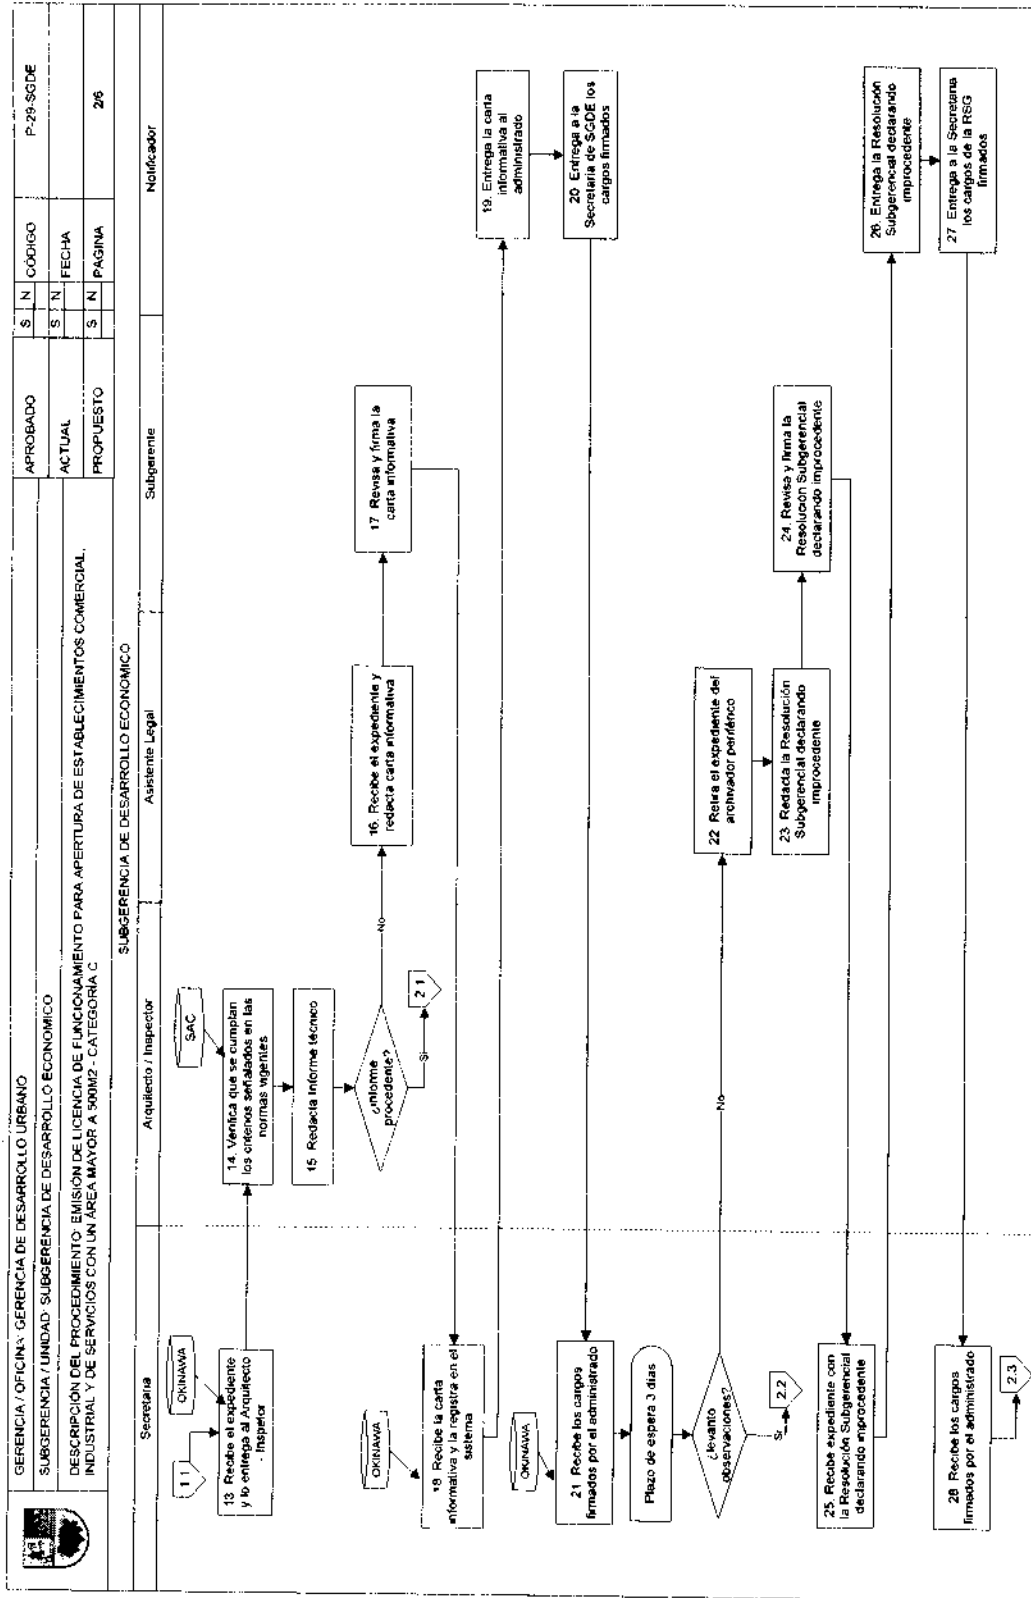 GERENCIA / OFICINA: GERENCIA DE DESARROLLO URBANO
SUBGERENCIA / UNIDAD: SUBGERENCIA DE DESARROLLO ECONOMICO
DESCRIPCIÓN DEL PROCEDIMIENTO: EMISIÓN DE LICENCIA DE FUNCIONAMIENTO PARA APERTURA DE ESTABLECIMIENTOS COMERCIAL,
INDUSTRIAL Y DE SERVICIOS CON UN ÁREA MAYOR A 500M2 - CATEGORÍA C
APROBADO S N CÓDIGO P-29-SGDE
ACTUAL S N FECHA
PROPUESTO S N PAGINA 2/6
SUBGERENCIA DE DESARROLLO ECONOMICO
Secretaria
Arquitecto / Inspector
Asistente Legal
Subgerente
Notificador
1.1
OKINAWA
13 Recibe el expediente
y lo entrega al Arquitecto
- Inspetor
SAC
14. Verifica que se cumplan
los criterios señalados en las
normas vigentes
15 Redacta Informe técnico
¿Informe
procedente?
No
Si
2.1
16. Recibe el expediente y
redacta carta informativa
17 Revisa y firma la
carta informativa
OKINAWA
18 Recibe la carta
informativa y la registra en el
sistema
19. Entrega la carta
informativa al
administrado
20 Entrega a la
Secretaria de SGDE los
cargos firmados
OKINAWA
21 Recibe los cargos
firmados por el administrado
Plazo de espera 3 dias
¿levanto
observaciones?
No
Si
2.2
22 Retira el expediente del
archivador periférico
23 Redacta la Resolución
Subgerencial declarando
improcedente
24. Revisa y firma la
Resolución Subgerencial
declarando improcedente
25. Recibe expediente con
la Resolución Subgerencial
declarando improcedente
26. Entrega la Resolución
Subgerencial declarando
improcedente
27 Entrega a la Secretaria
los cargos de la RSG
firmados
28 Recibe los cargos
firmados por el administrado
2.3